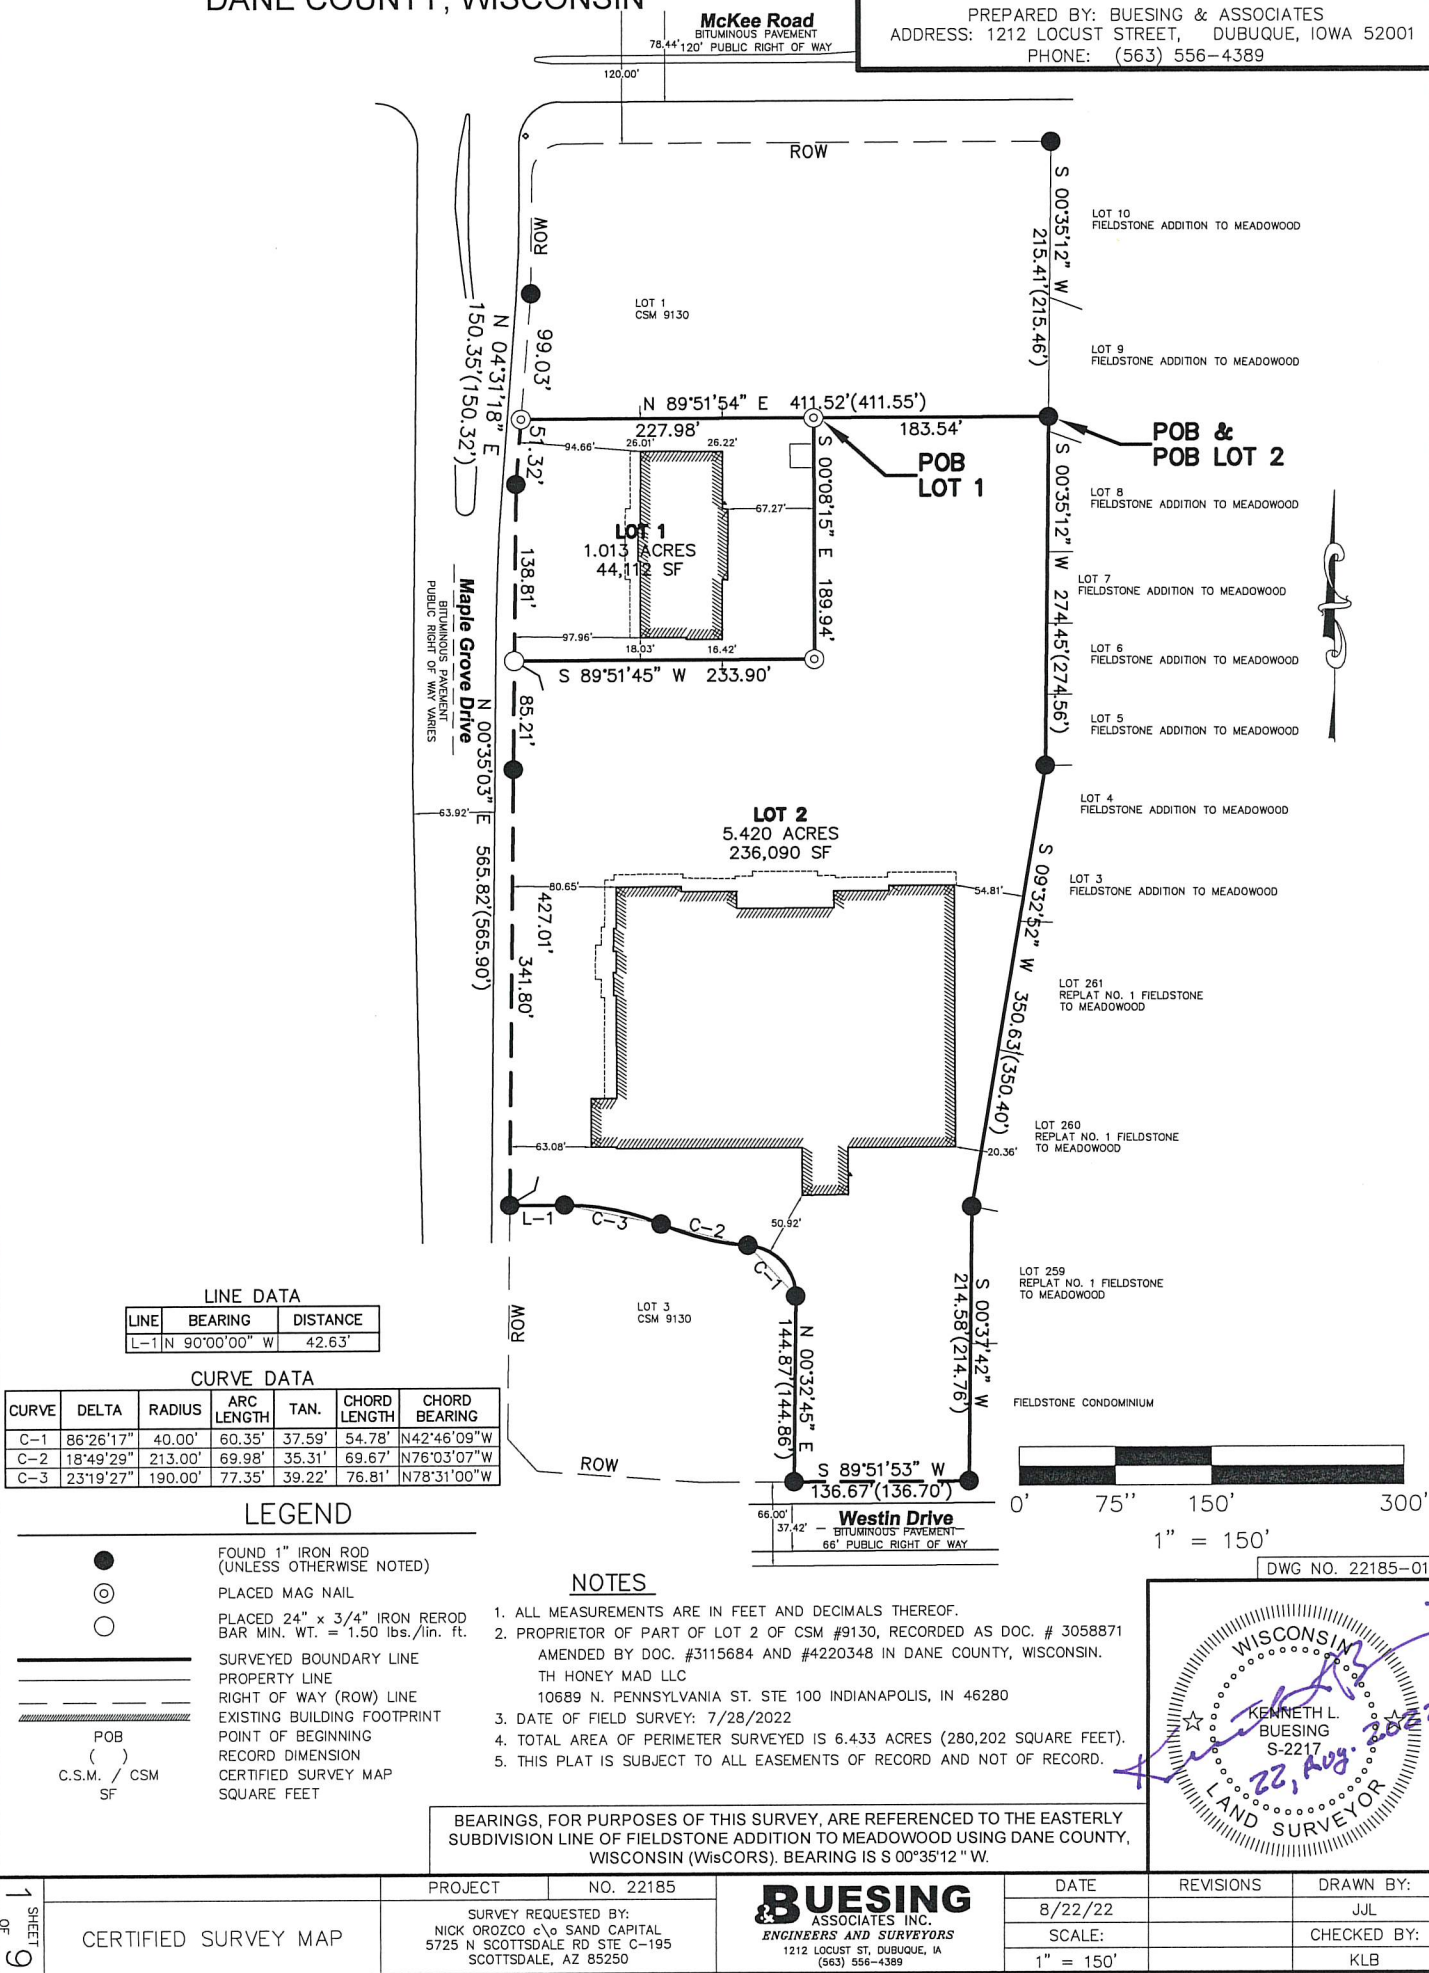 DANE COUNTY, WISCONSIN
PREPARED BY: BUESING & ASSOCIATES
ADDRESS: 1212 LOCUST STREET, DUBUQUE, IOWA 52001
PHONE: (563) 556-4389
McKee Road
BITUMINOUS PAVEMENT
120' PUBLIC RIGHT OF WAY
78.44'
120.00'
ROW
ROW
S 00°35'12" W
215.41'(215.46')
LOT 10
FIELDSTONE ADDITION TO MEADOWOOD
LOT 1
CSM 9130
LOT 9
FIELDSTONE ADDITION TO MEADOWOOD
N 04°31'18" E
150.35'(150.32')
99.03'
51.32'
N 89°51'54" E 411.52'(411.55')
227.98'
183.54'
POB &
POB LOT 2
POB
LOT 1
94.66'
26.01'
26.22'
67.27'
S 00°08'15" E 189.94'
LOT 1
1.013 ACRES
44,112 SF
S 00°35'12" W 274.45'(274.56')
LOT 8
FIELDSTONE ADDITION TO MEADOWOOD
LOT 7
FIELDSTONE ADDITION TO MEADOWOOD
LOT 6
FIELDSTONE ADDITION TO MEADOWOOD
LOT 5
FIELDSTONE ADDITION TO MEADOWOOD
138.81'
97.96'
18.03'
16.42'
S 89°51'45" W 233.90'
Maple Grove Drive
BITUMINOUS PAVEMENT
PUBLIC RIGHT OF WAY VARIES
85.21'
N 00°35'03" E 565.82'(565.90')
63.92'
LOT 2
5.420 ACRES
236,090 SF
LOT 4
FIELDSTONE ADDITION TO MEADOWOOD
LOT 3
FIELDSTONE ADDITION TO MEADOWOOD
80.65'
54.81'
427.01'
341.80'
S 09°32'52" W 350.63'(350.40')
LOT 261
REPLAT NO. 1 FIELDSTONE
TO MEADOWOOD
LOT 260
REPLAT NO. 1 FIELDSTONE
TO MEADOWOOD
63.08'
20.36'
L-1
C-3
C-2
C-1
50.92'
LOT 259
REPLAT NO. 1 FIELDSTONE
TO MEADOWOOD
S 00°37'42" W
214.58'(214.76')
LOT 3
CSM 9130
ROW
N 00°32'45" E
144.87'(144.86')
FIELDSTONE CONDOMINIUM
ROW
S 89°51'53" W
136.67'(136.70')
66.00'
37.42'
Westin Drive
BITUMINOUS PAVEMENT
66' PUBLIC RIGHT OF WAY
LINE DATA
LINE BEARING DISTANCE
L-1 N 90°00'00" W 42.63'
CURVE DATA
CURVE DELTA RADIUS ARC LENGTH TAN. CHORD LENGTH CHORD BEARING
C-1 86°26'17" 40.00' 60.35' 37.59' 54.78' N42°46'09"W
C-2 18°49'29" 213.00' 69.98' 35.31' 69.67' N76°03'07"W
C-3 23°19'27" 190.00' 77.35' 39.22' 76.81' N78°31'00"W
0' 75'' 150' 300'
1" = 150'
DWG NO. 22185-01
LEGEND
FOUND 1" IRON ROD
(UNLESS OTHERWISE NOTED)
PLACED MAG NAIL
PLACED 24" x 3/4" IRON REROD
BAR MIN. WT. = 1.50 lbs./lin. ft.
SURVEYED BOUNDARY LINE
PROPERTY LINE
RIGHT OF WAY (ROW) LINE
EXISTING BUILDING FOOTPRINT
POB POINT OF BEGINNING
( ) RECORD DIMENSION
C.S.M. / CSM CERTIFIED SURVEY MAP
SF SQUARE FEET
NOTES
1. ALL MEASUREMENTS ARE IN FEET AND DECIMALS THEREOF.
2. PROPRIETOR OF PART OF LOT 2 OF CSM #9130, RECORDED AS DOC. # 3058871
AMENDED BY DOC. #3115684 AND #4220348 IN DANE COUNTY, WISCONSIN.
TH HONEY MAD LLC
10689 N. PENNSYLVANIA ST. STE 100 INDIANAPOLIS, IN 46280
3. DATE OF FIELD SURVEY: 7/28/2022
4. TOTAL AREA OF PERIMETER SURVEYED IS 6.433 ACRES (280,202 SQUARE FEET).
5. THIS PLAT IS SUBJECT TO ALL EASEMENTS OF RECORD AND NOT OF RECORD.
WISCONSIN
KENNETH L.
BUESING
S-2217
LAND SURVEYOR
22, Aug. 2022
BEARINGS, FOR PURPOSES OF THIS SURVEY, ARE REFERENCED TO THE EASTERLY
SUBDIVISION LINE OF FIELDSTONE ADDITION TO MEADOWOOD USING DANE COUNTY,
WISCONSIN (WisCORS). BEARING IS S 00°35'12 " W.
SHEET
1 OF 9
CERTIFIED SURVEY MAP
PROJECT NO. 22185
SURVEY REQUESTED BY:
NICK OROZCO c\o SAND CAPITAL
5725 N SCOTTSDALE RD STE C-195
SCOTTSDALE, AZ 85250
BUESING
& ASSOCIATES INC.
ENGINEERS AND SURVEYORS
1212 LOCUST ST, DUBUQUE, IA
(563) 556-4389
DATE REVISIONS DRAWN BY:
8/22/22 JJL
SCALE: CHECKED BY:
1" = 150' KLB